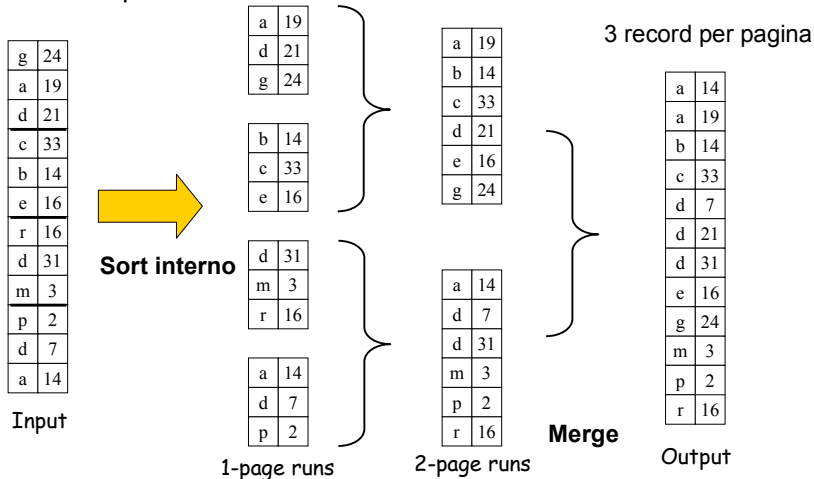 3 record per pagina
g 24
a 19
d 21
c 33
b 14
e 16
r 16
d 31
m 3
p 2
d 7
a 14
Input
Sort interno
a 19
d 21
g 24
b 14
c 33
e 16
d 31
m 3
r 16
a 14
d 7
p 2
1-page runs
a 19
b 14
c 33
d 21
e 16
g 24
a 14
d 7
d 31
m 3
p 2
r 16
2-page runs
Merge
a 14
a 19
b 14
c 33
d 7
d 21
d 31
e 16
g 24
m 3
p 2
r 16
Output